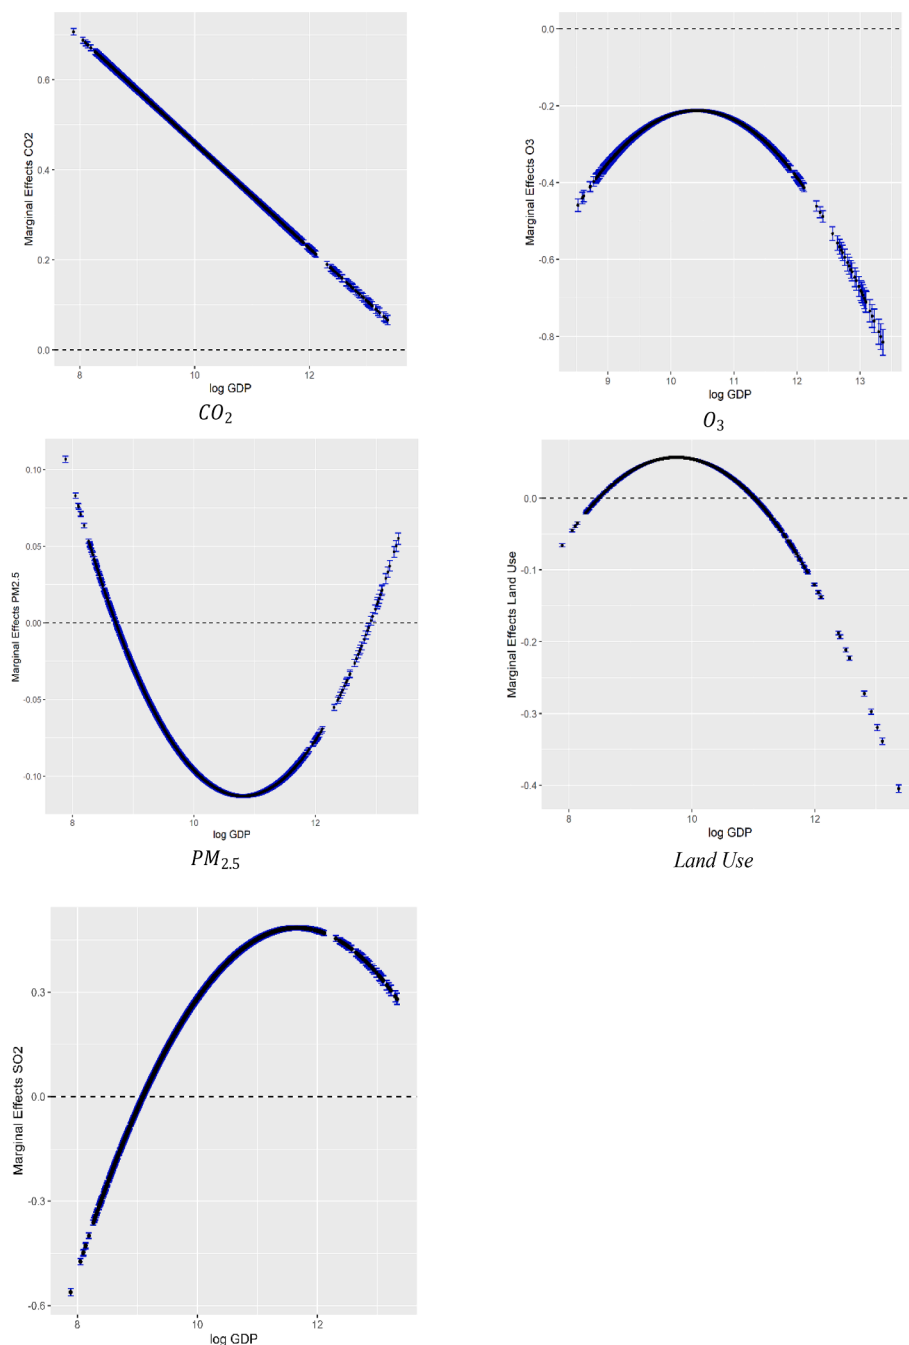 Marginal Effects CO2
0.6
0.4
0.2
0.0
8
10
12
log GDP
CO₂
Marginal Effects O3
0.0
-0.2
-0.4
-0.6
-0.8
9
10
11
12
13
log GDP
O₃
Marginal Effects PM2.5
0.10
0.05
0.00
-0.05
-0.10
8
10
12
log GDP
PM₂.₅
Marginal Effects Land Use
0.0
-0.1
-0.2
-0.3
-0.4
8
10
12
log GDP
Land Use
Marginal Effects SO2
0.3
0.0
-0.3
-0.6
8
10
12
log GDP